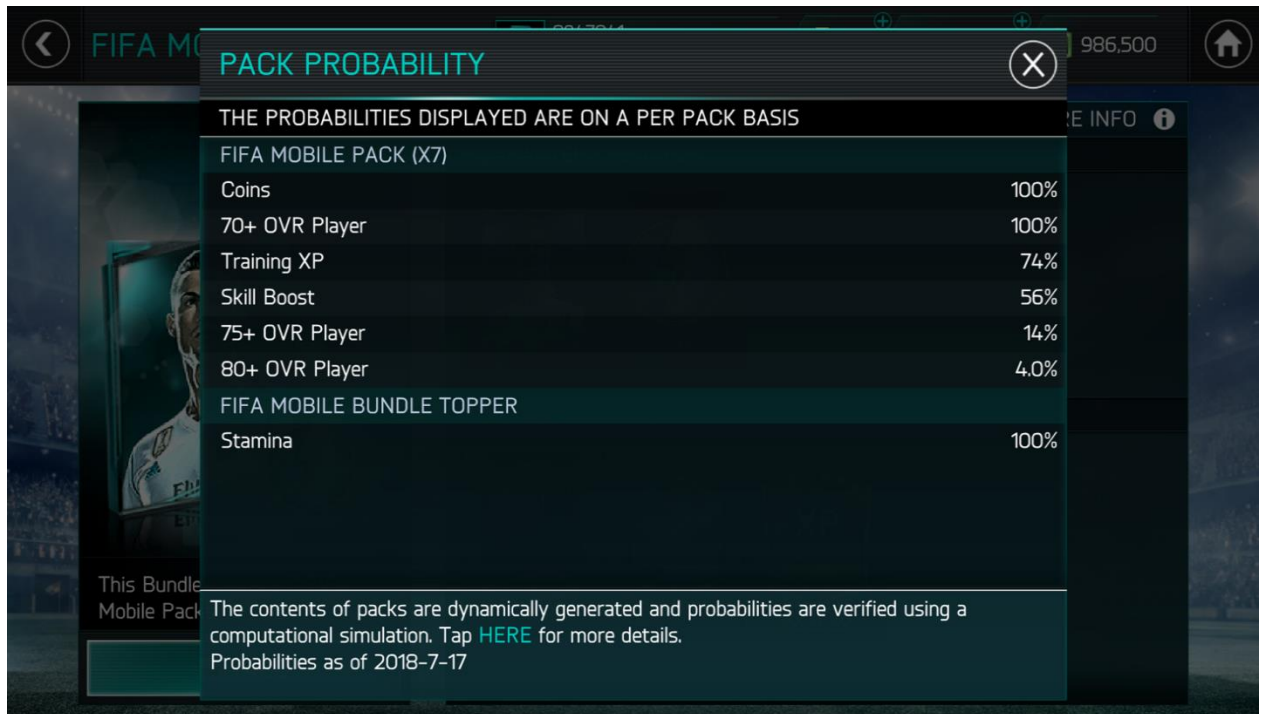 FIFA MO
986,500
PACK PROBABILITY
THE PROBABILITIES DISPLAYED ARE ON A PER PACK BASIS
RE INFO
FIFA MOBILE PACK (X7)
Coins 100%
70+ OVR Player 100%
Training XP 74%
Skill Boost 56%
75+ OVR Player 14%
80+ OVR Player 4.0%
FIFA MOBILE BUNDLE TOPPER
Stamina 100%
This Bundle
Mobile Pack
The contents of packs are dynamically generated and probabilities are verified using a
computational simulation. Tap HERE for more details.
Probabilities as of 2018-7-17